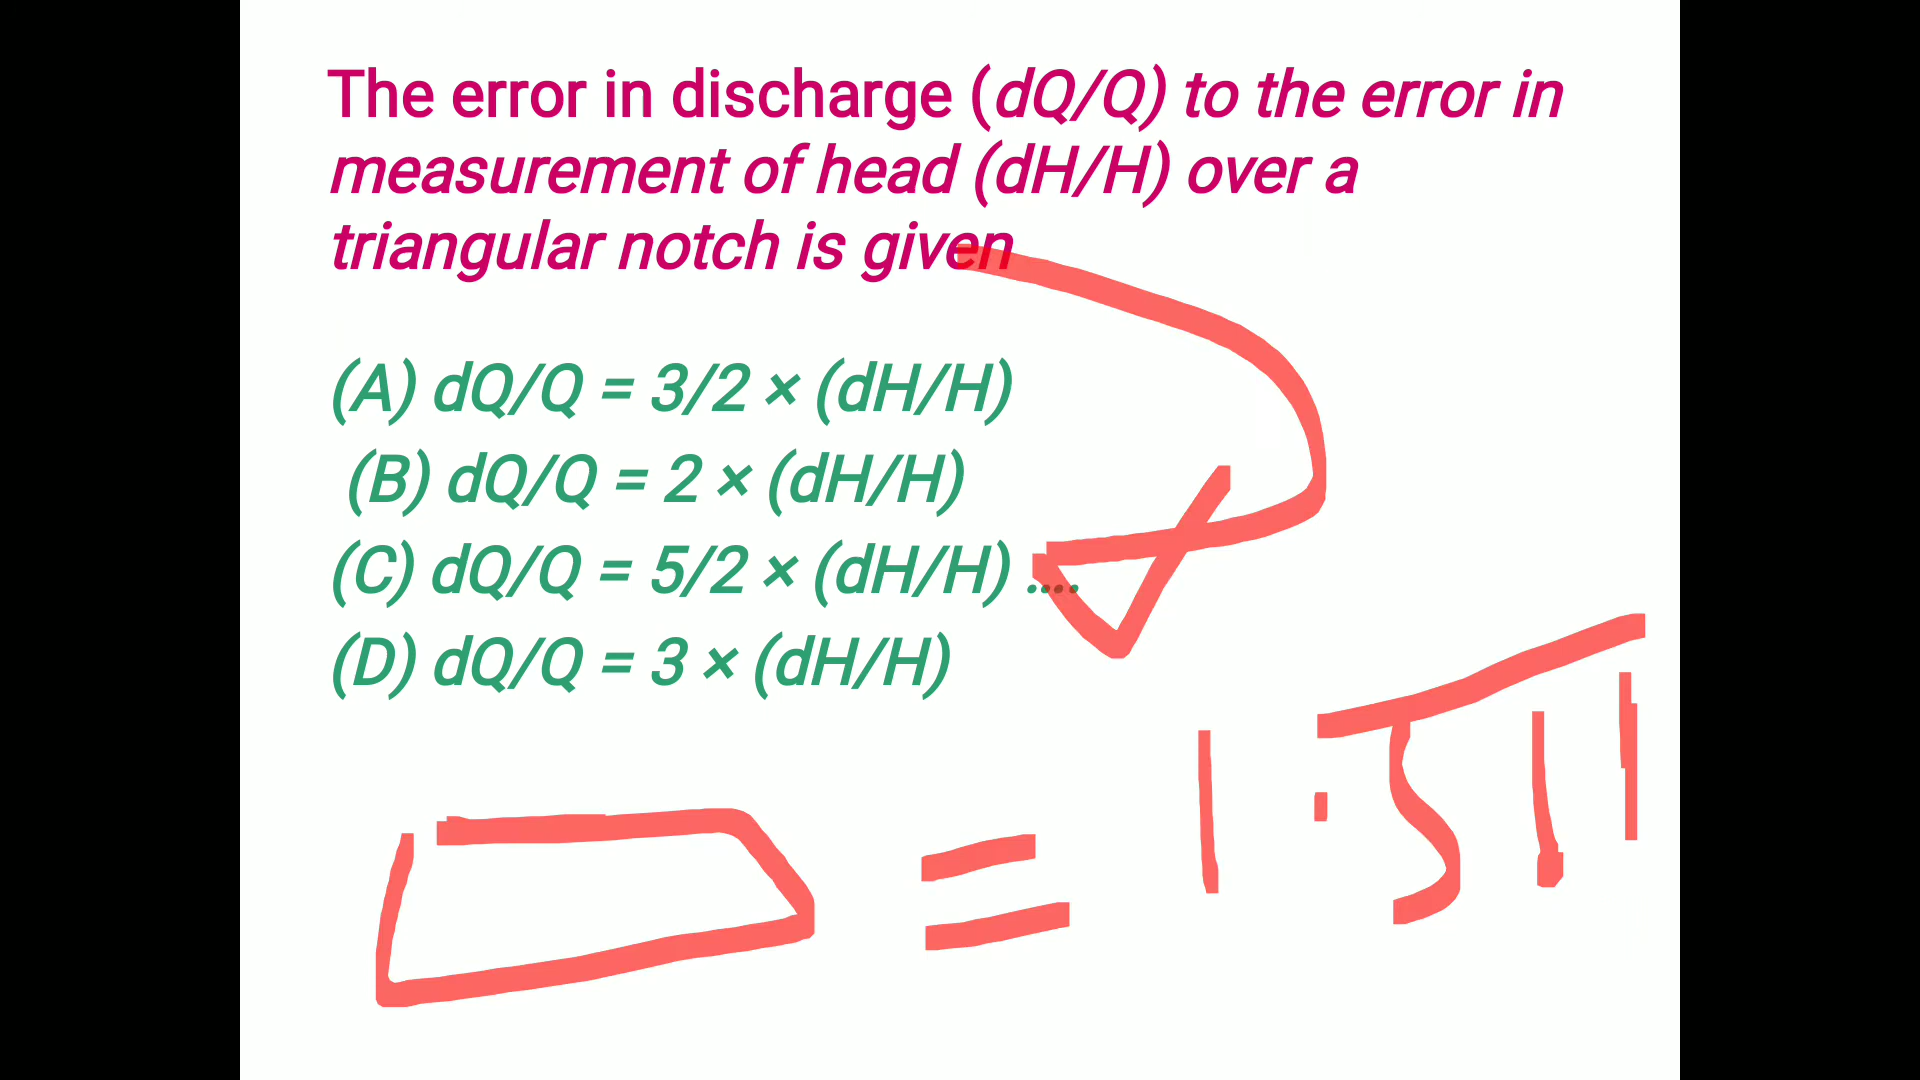 The error in discharge (dQ/Q) to the error in
measurement of head (dH/H) over a
triangular notch is given
(A) dQ/Q = 3/2 × (dH/H)
(B) dQ/Q = 2 × (dH/H)
(C) dQ/Q = 5/2 × (dH/H) ....
(D) dQ/Q = 3 × (dH/H)
= 1.5